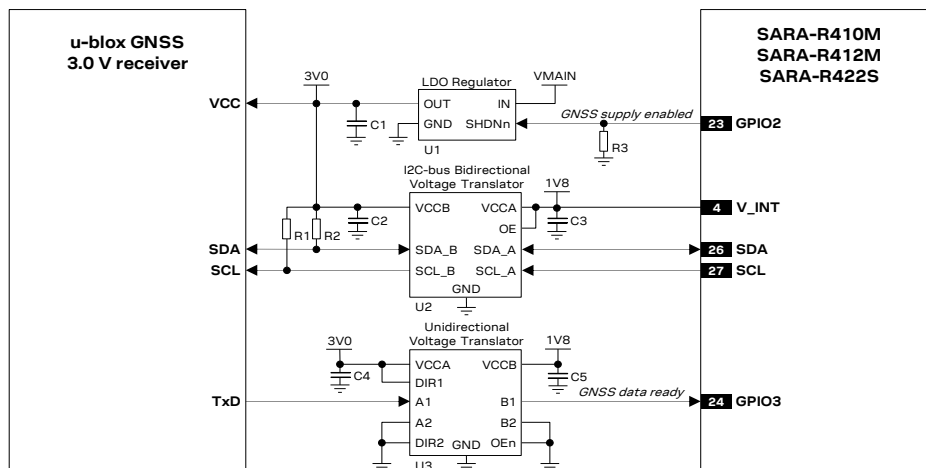 u-blox GNSS
3.0 V receiver
SARA-R410M
SARA-R412M
SARA-R422S
LDO Regulator
3V0
VMAIN
VCC
OUT
IN
GND
SHDNn
C1
U1
GNSS supply enabled
23 GPIO2
R3
I2C-bus Bidirectional
Voltage Translator
1V8
VCCB
VCCA
OE
C2
C3
4 V_INT
R1
R2
SDA
SDA_B
SDA_A
26 SDA
SCL
SCL_B
SCL_A
27 SCL
GND
U2
Unidirectional
Voltage Translator
3V0
1V8
VCCA
VCCB
DIR1
C4
C5
TxD
A1
B1
GNSS data ready
24 GPIO3
A2
B2
DIR2
OEn
GND
U3